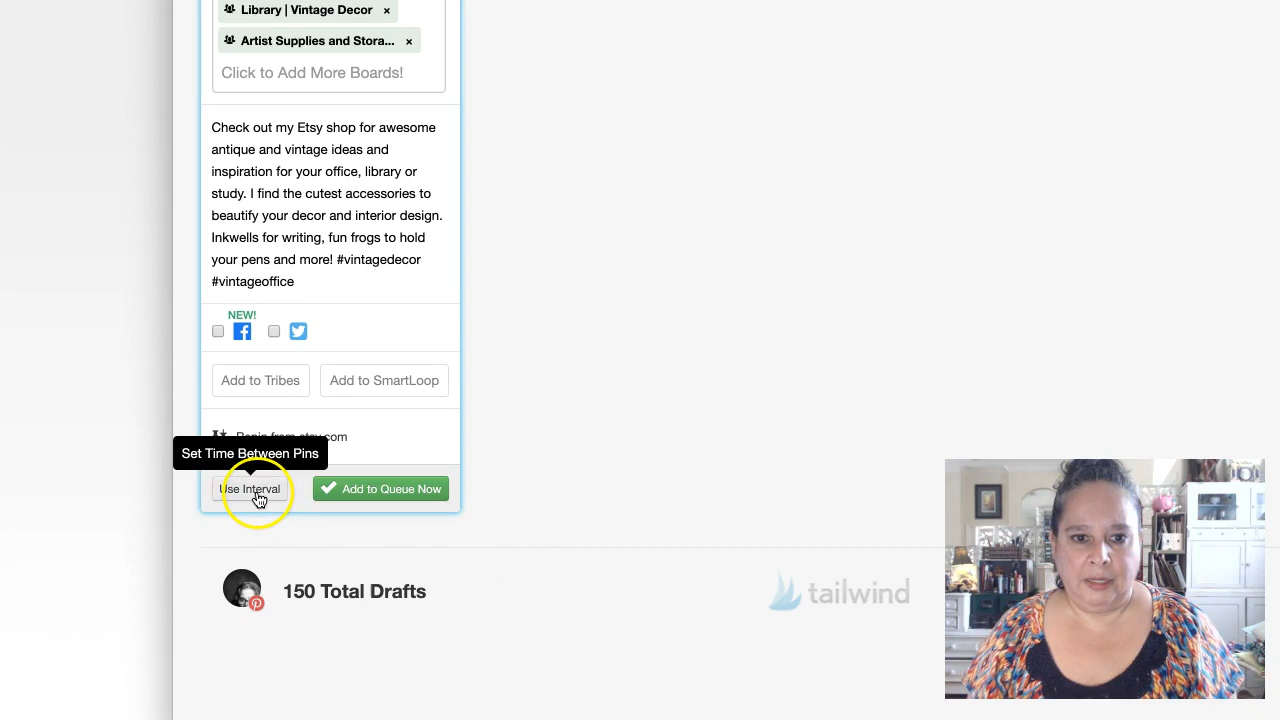 Library | Vintage Decor ×
Artist Supplies and Stora... ×
Click to Add More Boards!
Check out my Etsy shop for awesome
antique and vintage ideas and
inspiration for your office, library or
study. I find the cutest accessories to
beautify your decor and interior design.
Inkwells for writing, fun frogs to hold
your pens and more! #vintagedecor
#vintageoffice
NEW!
Add to Tribes Add to SmartLoop
Repin from etsy.com
Set Time Between Pins
Use Interval Add to Queue Now
150 Total Drafts tailwind